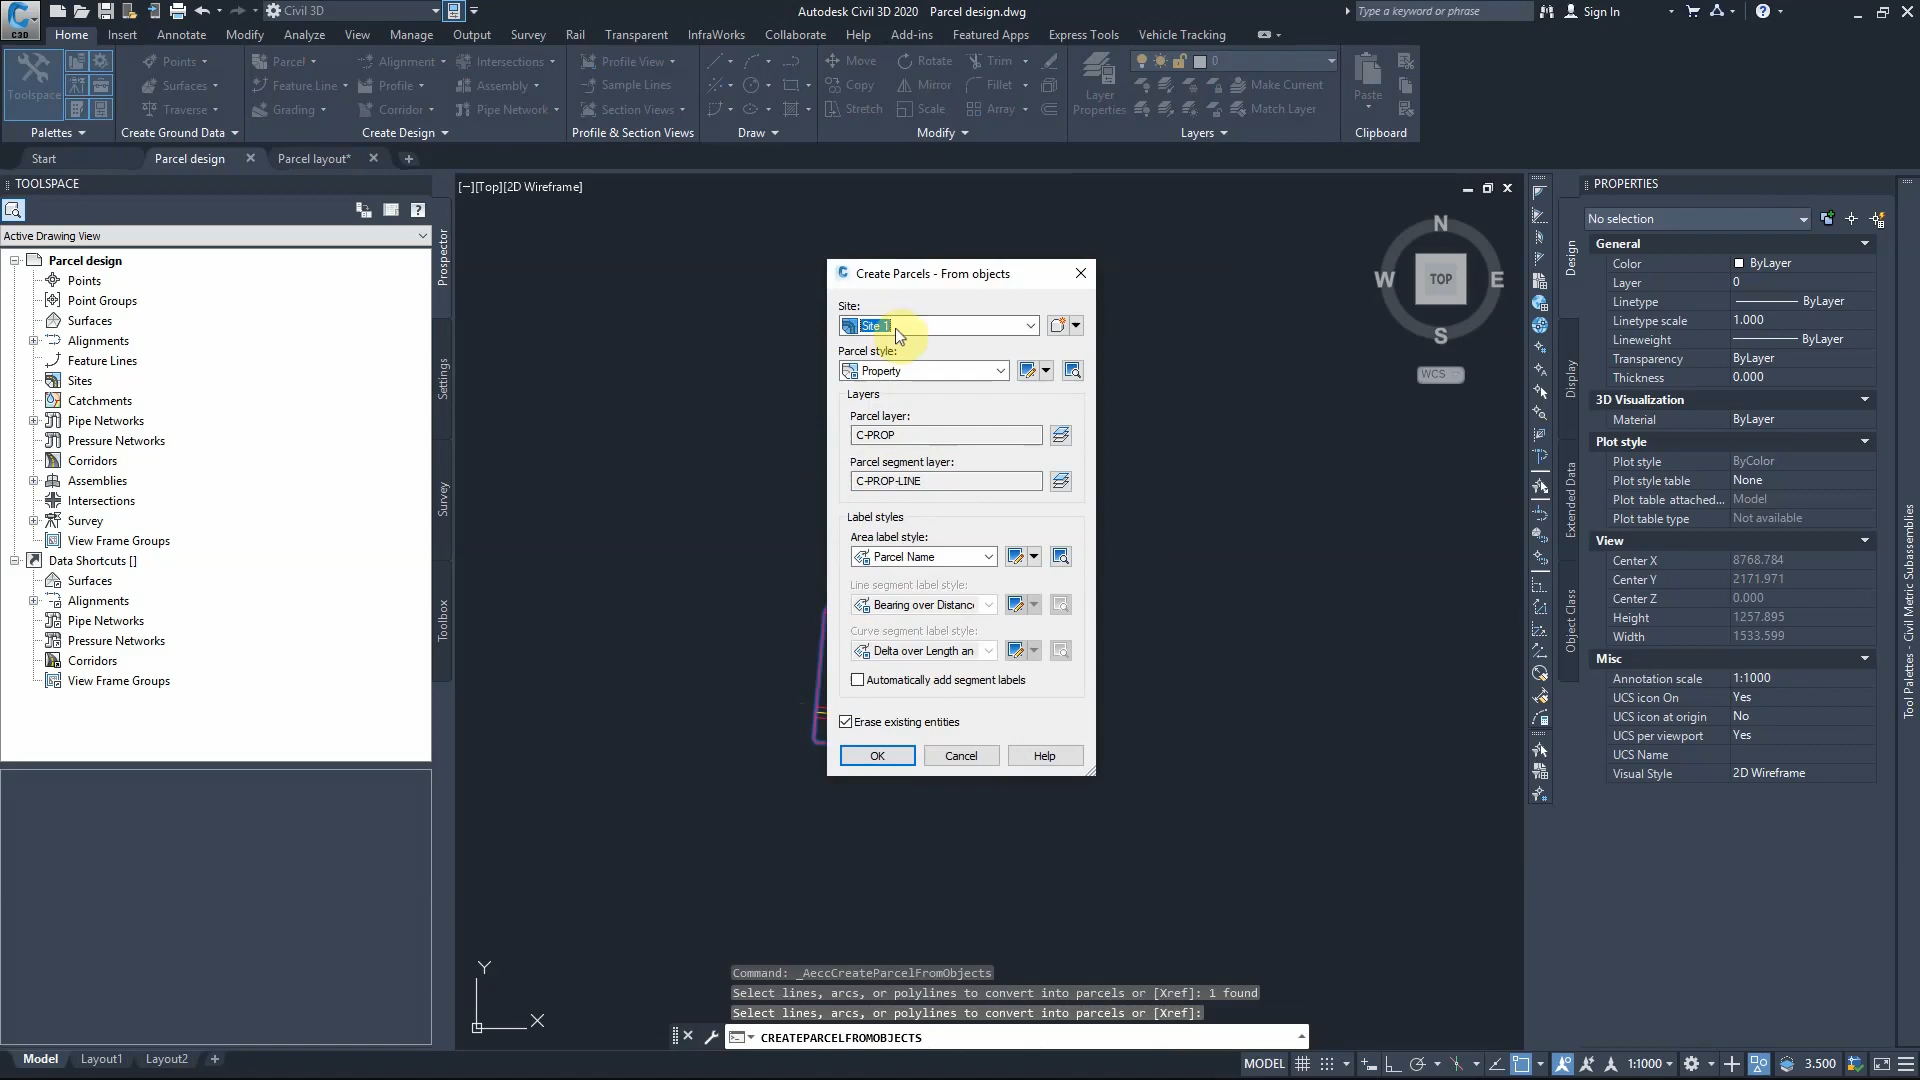 Civil 3D
Autodesk Civil 3D 2020 Parcel design.dwg
Type a keyword or phrase
Sign In
C3D
Home Insert Annotate Modify Analyze View Manage Output Survey Rail Transparent InfraWorks Collaborate Help Add-ins Featured Apps Express Tools Vehicle Tracking
Toolspace
Points
Surfaces
Traverse
Parcel
Feature Line
Grading
Alignment
Profile
Corridor
Intersections
Assembly
Pipe Network
Profile View
Sample Lines
Section Views
Move Rotate Trim
Copy Mirror Fillet
Stretch Scale Array
Layer Properties
0
Make Current
Match Layer
Paste
Palettes Create Ground Data Create Design Profile & Section Views Draw Modify Layers Clipboard
Start Parcel design Parcel layout*
TOOLSPACE
Active Drawing View
Parcel design
Points
Point Groups
Surfaces
Alignments
Feature Lines
Sites
Catchments
Pipe Networks
Pressure Networks
Corridors
Assemblies
Intersections
Survey
View Frame Groups
Data Shortcuts []
Surfaces
Alignments
Pipe Networks
Pressure Networks
Corridors
View Frame Groups
Prospector
Settings
Survey
Toolbox
[−][Top][2D Wireframe]
N
W TOP E
S
WCS
Create Parcels - From objects
Site:
Site 1
Parcel style:
Property
Layers
Parcel layer:
C-PROP
Parcel segment layer:
C-PROP-LINE
Label styles
Area label style:
Parcel Name
Line segment label style:
Bearing over Distanc
Curve segment label style:
Delta over Length an
Automatically add segment labels
Erase existing entities
OK Cancel Help
Y
X
Command: _AeccCreateParcelFromObjects
Select lines, arcs, or polylines to convert into parcels or [Xref]: 1 found
Select lines, arcs, or polylines to convert into parcels or [Xref]:
CREATEPARCELFROMOBJECTS
PROPERTIES
No selection
Design
Display
Extended Data
Object Class
General
Color ByLayer
Layer 0
Linetype ByLayer
Linetype scale 1.000
Lineweight ByLayer
Transparency ByLayer
Thickness 0.000
3D Visualization
Material ByLayer
Plot style
Plot style ByColor
Plot style table None
Plot table attached... Model
Plot table type Not available
View
Center X 8768.784
Center Y 2171.971
Center Z 0.000
Height 1257.895
Width 1533.599
Misc
Annotation scale 1:1000
UCS icon On Yes
UCS icon at origin No
UCS per viewport Yes
UCS Name
Visual Style 2D Wireframe
Tool Palettes - Civil Metric Subassemblies
Model Layout1 Layout2
MODEL 1:1000 3.500